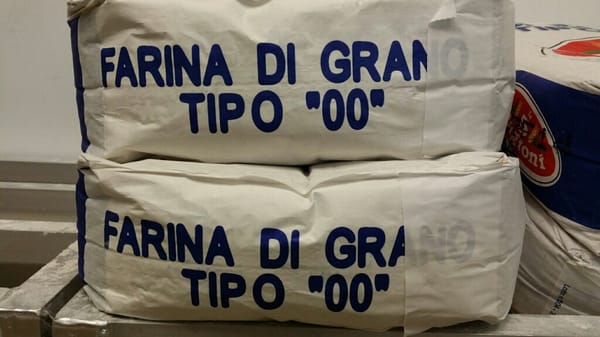 FARINA DI GRANO
TIPO "00"
FARINA DI GRANO
TIPO "00"